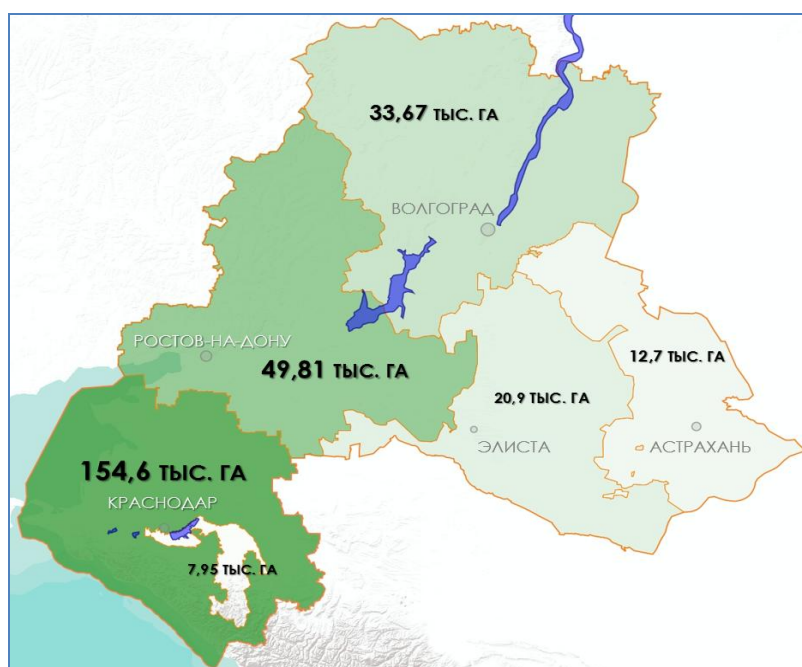 33,67 ТЫС. ГА
ВОЛГОГРАД
РОСТОВ-НА-ДОНУ
49,81 ТЫС. ГА
12,7 ТЫС. ГА
20,9 ТЫС. ГА
ЭЛИСТА
АСТРАХАНЬ
154,6 ТЫС. ГА
КРАСНОДАР
7,95 ТЫС. ГА